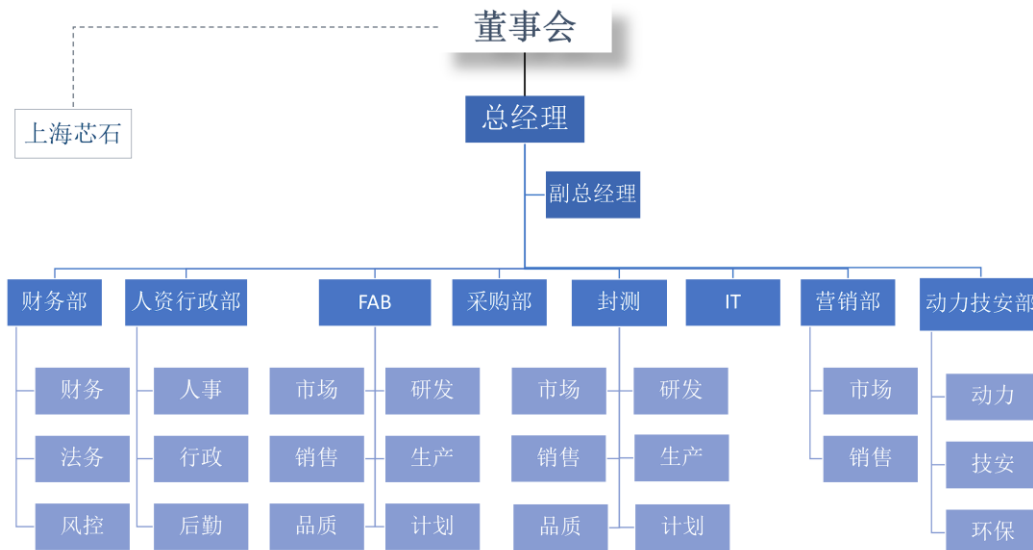 董事会
上海芯石
总经理
副总经理
财务部
人资行政部
FAB
采购部
封测
IT
营销部
动力技安部
财务
人事
市场
研发
市场
研发
市场
动力
法务
行政
销售
生产
销售
生产
销售
技安
风控
后勤
品质
计划
品质
计划
环保